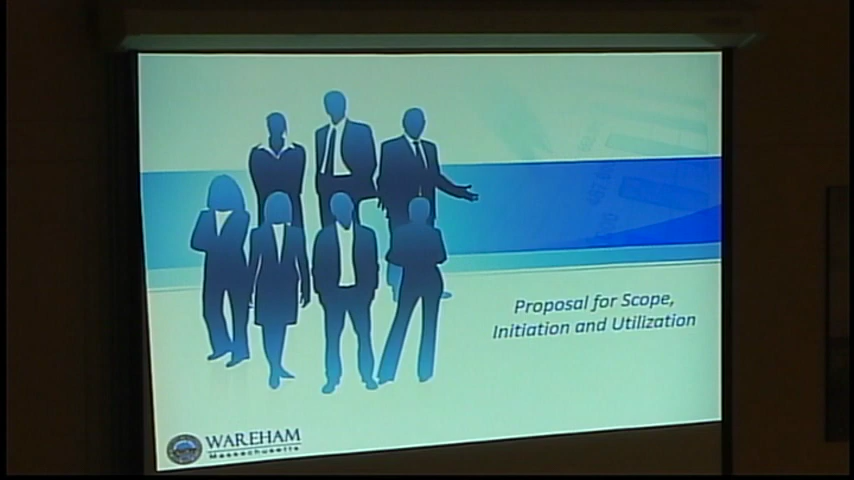 Proposal for Scope,
Initiation and Utilization
WAREHAM
Massachusetts